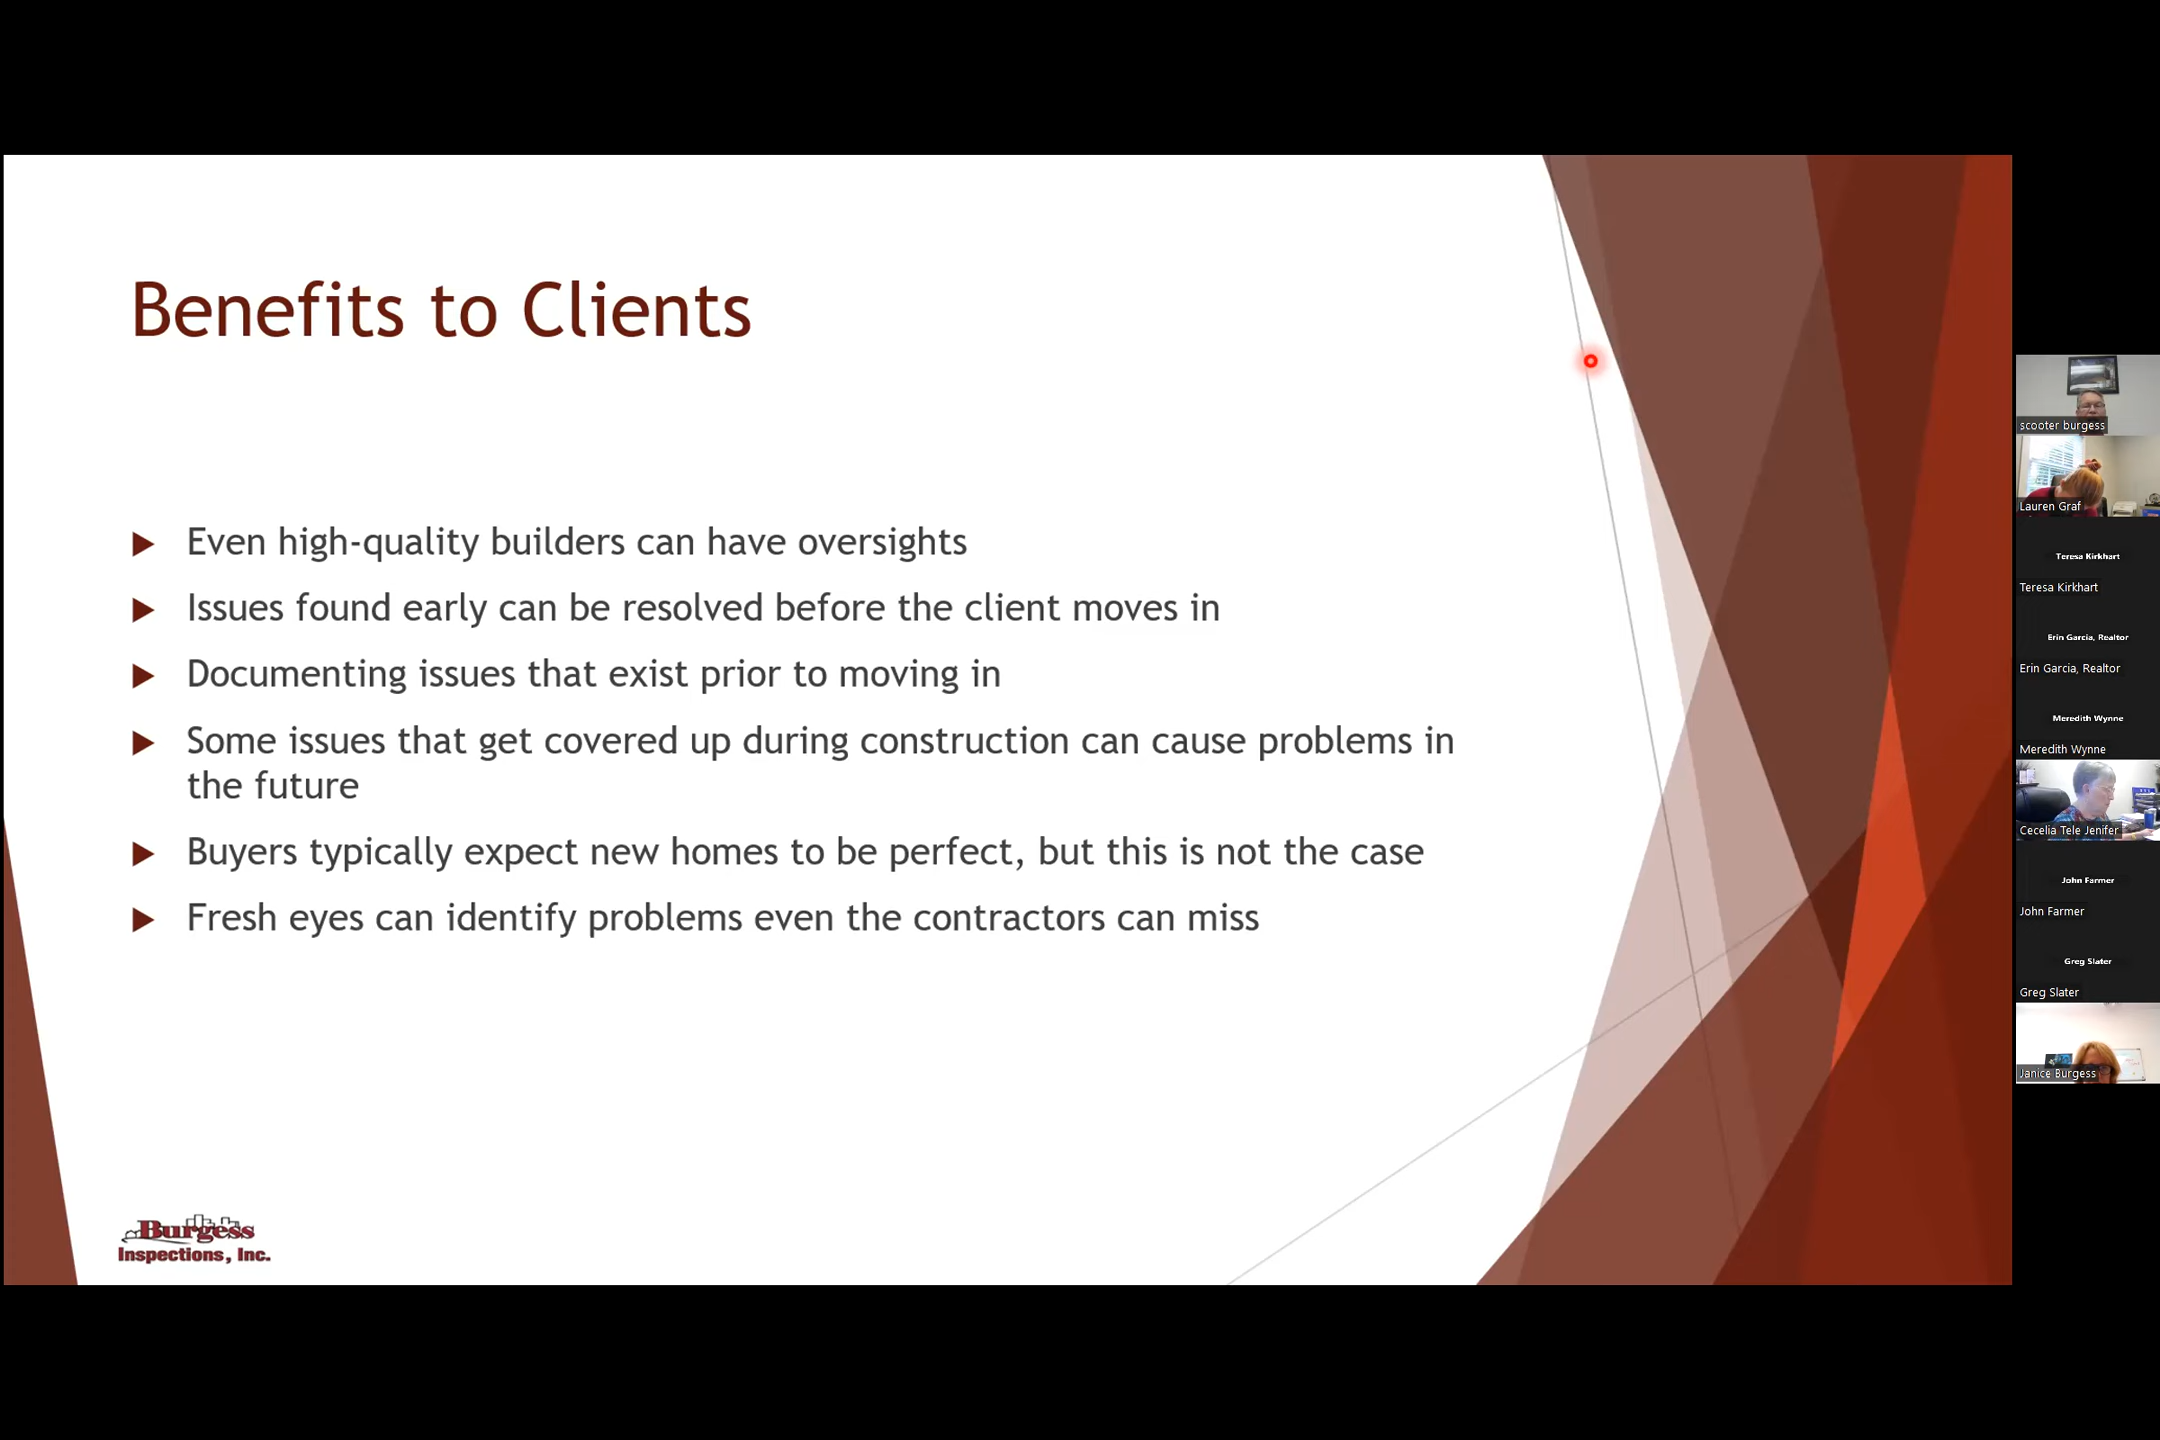 Benefits to Clients
Even high-quality builders can have oversights
Issues found early can be resolved before the client moves in
Documenting issues that exist prior to moving in
Some issues that get covered up during construction can cause problems in
the future
Buyers typically expect new homes to be perfect, but this is not the case
Fresh eyes can identify problems even the contractors can miss
Burgess
Inspections, Inc.
scooter burgess
Lauren Graf
Teresa Kirkhart
Teresa Kirkhart
Erin Garcia, Realtor
Erin Garcia, Realtor
Meredith Wynne
Meredith Wynne
Cecelia Tele Jenifer
John Farmer
John Farmer
Greg Slater
Greg Slater
Janice Burgess